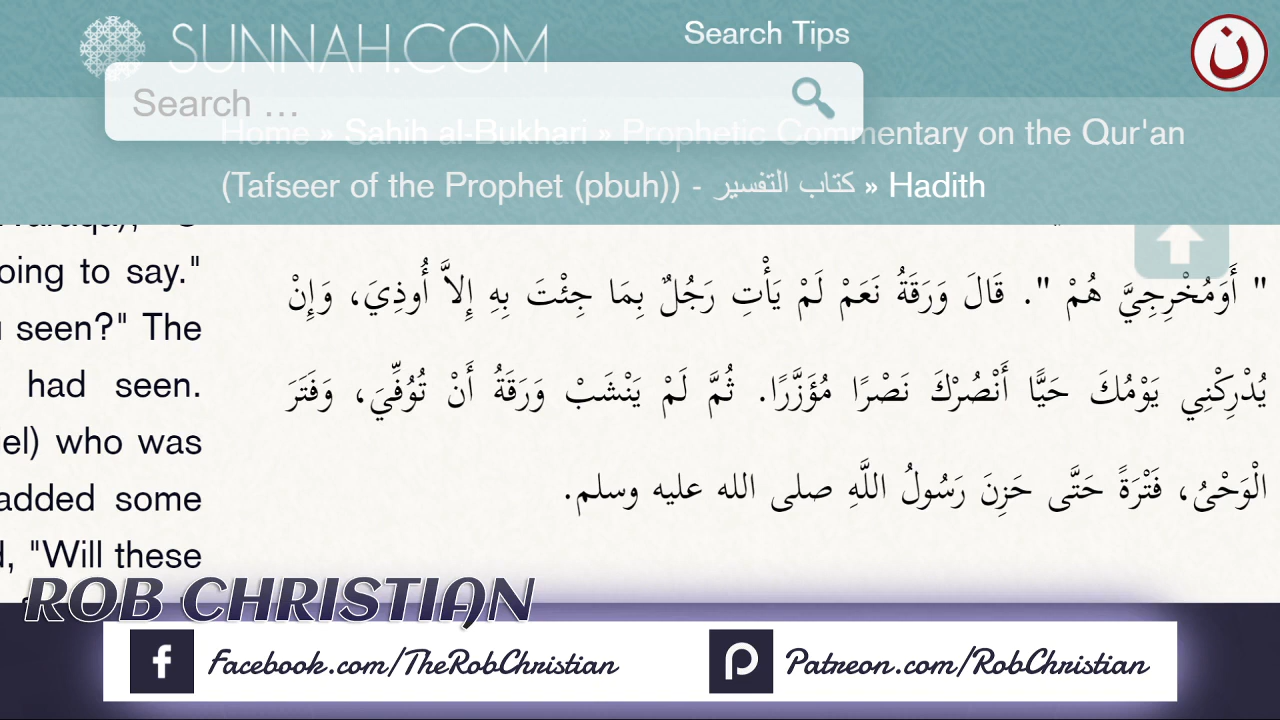 SUNNAH.COM
Search Tips
ن
Search ...
Home » Sahih al-Bukhari » Prophetic Commentary on the Qur'an
(Tafseer of the Prophet (pbuh)) - كتاب التفسير » Hadith
oing to say."
seen?" The
had seen.
el) who was
added some
, "Will these
" أَوَمُخْرِجِيَّ هُمْ ". قَالَ وَرَقَةُ نَعَمْ لَمْ يَأْتِ رَجُلٌ بِمَا جِئْتَ بِهِ إِلاَّ أُوذِيَ، وَإِنْ
يُدْرِكْنِي يَوْمُكَ حَيًّا أَنْصُرْكَ نَصْرًا مُؤَزَّرًا. ثُمَّ لَمْ يَنْشَبْ وَرَقَةُ أَنْ تُوُفِّيَ، وَفَتَرَ
الْوَحْىُ، فَتْرَةً حَتَّى حَزِنَ رَسُولُ اللَّهِ صلى الله عليه وسلم.
ROB CHRISTIAN
Facebook.com/TheRobChristian
Patreon.com/RobChristian